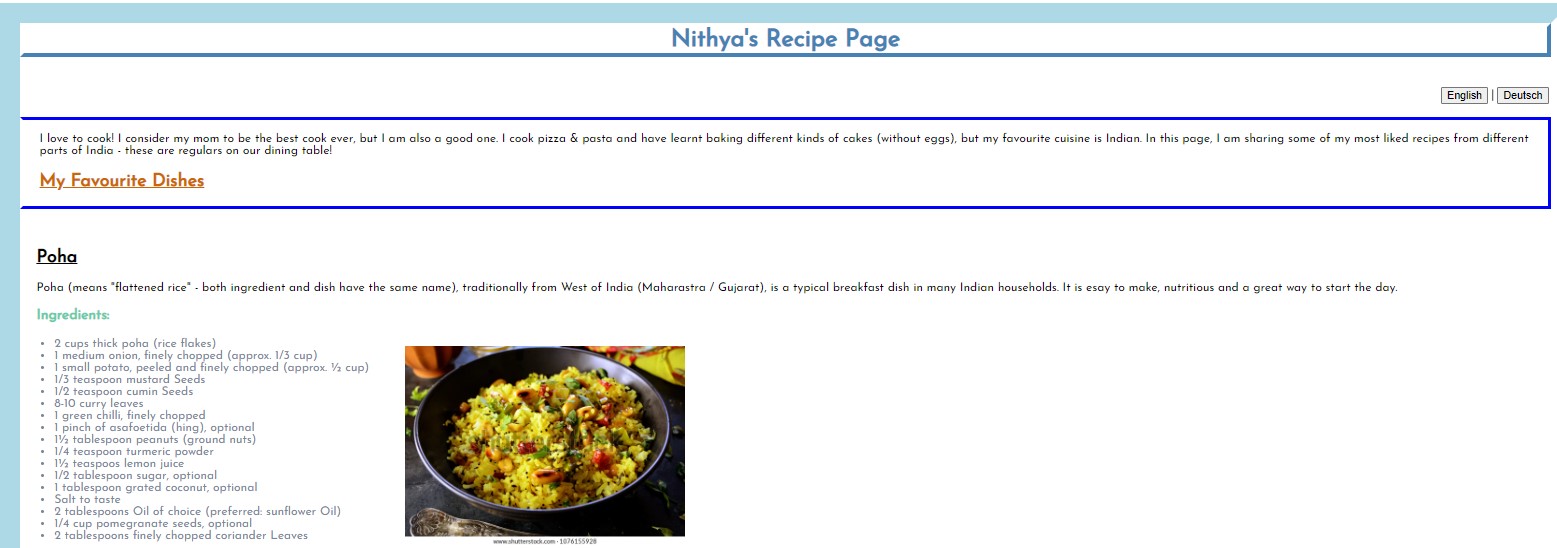 Nithya's Recipe Page
English | Deutsch
I love to cook! I consider my mom to be the best cook ever, but I am also a good one. I cook pizza & pasta and have learnt baking different kinds of cakes (without eggs), but my favourite cuisine is Indian. In this page, I am sharing some of my most liked recipes from different
parts of India - these are regulars on our dining table!
My Favourite Dishes
Poha
Poha (means "flattened rice" - both ingredient and dish have the same name), traditionally from West of India (Maharastra / Gujarat), is a typical breakfast dish in many Indian households. It is esay to make, nutritious and a great way to start the day.
Ingredients:
• 2 cups thick poha (rice flakes)
• 1 medium onion, finely chopped (approx. 1/3 cup)
• 1 small potato, peeled and finely chopped (approx. ½ cup)
• 1/3 teaspoon mustard Seeds
• 1/2 teaspoon cumin Seeds
• 8-10 curry leaves
• 1 green chilli, finely chopped
• 1 pinch of asafoetida (hing), optional
• 1½ tablespoon peanuts (ground nuts)
• 1/4 teaspoon turmeric powder
• 1½ teaspoos lemon juice
• 1/2 tablespoon sugar, optional
• 1 tablespoon grated coconut, optional
• Salt to taste
• 2 tablespoons Oil of choice (preferred: sunflower Oil)
• 1/4 cup pomegranate seeds, optional
• 2 tablespoons finely chopped coriander Leaves
shutterstock
www.shutterstock.com · 1076155928